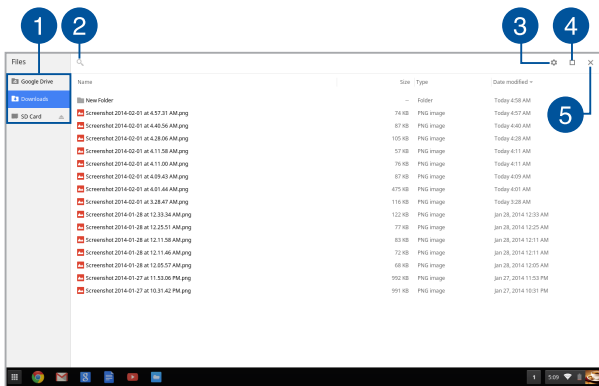 1 2 3 4
Files
Google Drive
Name Size Type Date modified
Downloads
New Folder -- Folder Today 4:58 AM
Screenshot 2014-02-01 at 4.57.31 AM.png 74 KB PNG image Today 4:57 AM
5
SD Card
Screenshot 2014-02-01 at 4.40.56 AM.png 87 KB PNG image Today 4:40 AM
Screenshot 2014-02-01 at 4.28.06 AM.png 105 KB PNG image Today 4:28 AM
Screenshot 2014-02-01 at 4.11.58 AM.png 57 KB PNG image Today 4:11 AM
Screenshot 2014-02-01 at 4.11.00 AM.png 76 KB PNG image Today 4:11 AM
Screenshot 2014-02-01 at 4.09.43 AM.png 87 KB PNG image Today 4:09 AM
Screenshot 2014-02-01 at 4.01.44 AM.png 475 KB PNG image Today 4:01 AM
Screenshot 2014-02-01 at 3.28.47 AM.png 116 KB PNG image Today 3:28 AM
Screenshot 2014-01-28 at 12.33.34 AM.png 122 KB PNG image Jan 28, 2014 12:33 AM
Screenshot 2014-01-28 at 12.25.51 AM.png 77 KB PNG image Jan 28, 2014 12:25 AM
Screenshot 2014-01-28 at 12.11.58 AM.png 83 KB PNG image Jan 28, 2014 12:11 AM
Screenshot 2014-01-28 at 12.11.46 AM.png 72 KB PNG image Jan 28, 2014 12:11 AM
Screenshot 2014-01-28 at 12.05.57 AM.png 68 KB PNG image Jan 28, 2014 12:05 AM
Screenshot 2014-01-27 at 11.53.06 PM.png 992 KB PNG image Jan 27, 2014 11:53 PM
Screenshot 2014-01-27 at 10.31.42 PM.png 991 KB PNG image Jan 27, 2014 10:31 PM
8 1 5:09